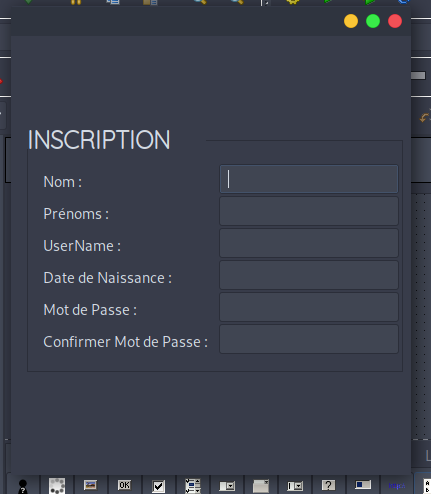 INSCRIPTION
Nom :
Prénoms :
UserName :
Date de Naissance :
Mot de Passe :
Confirmer Mot de Passe :
OK